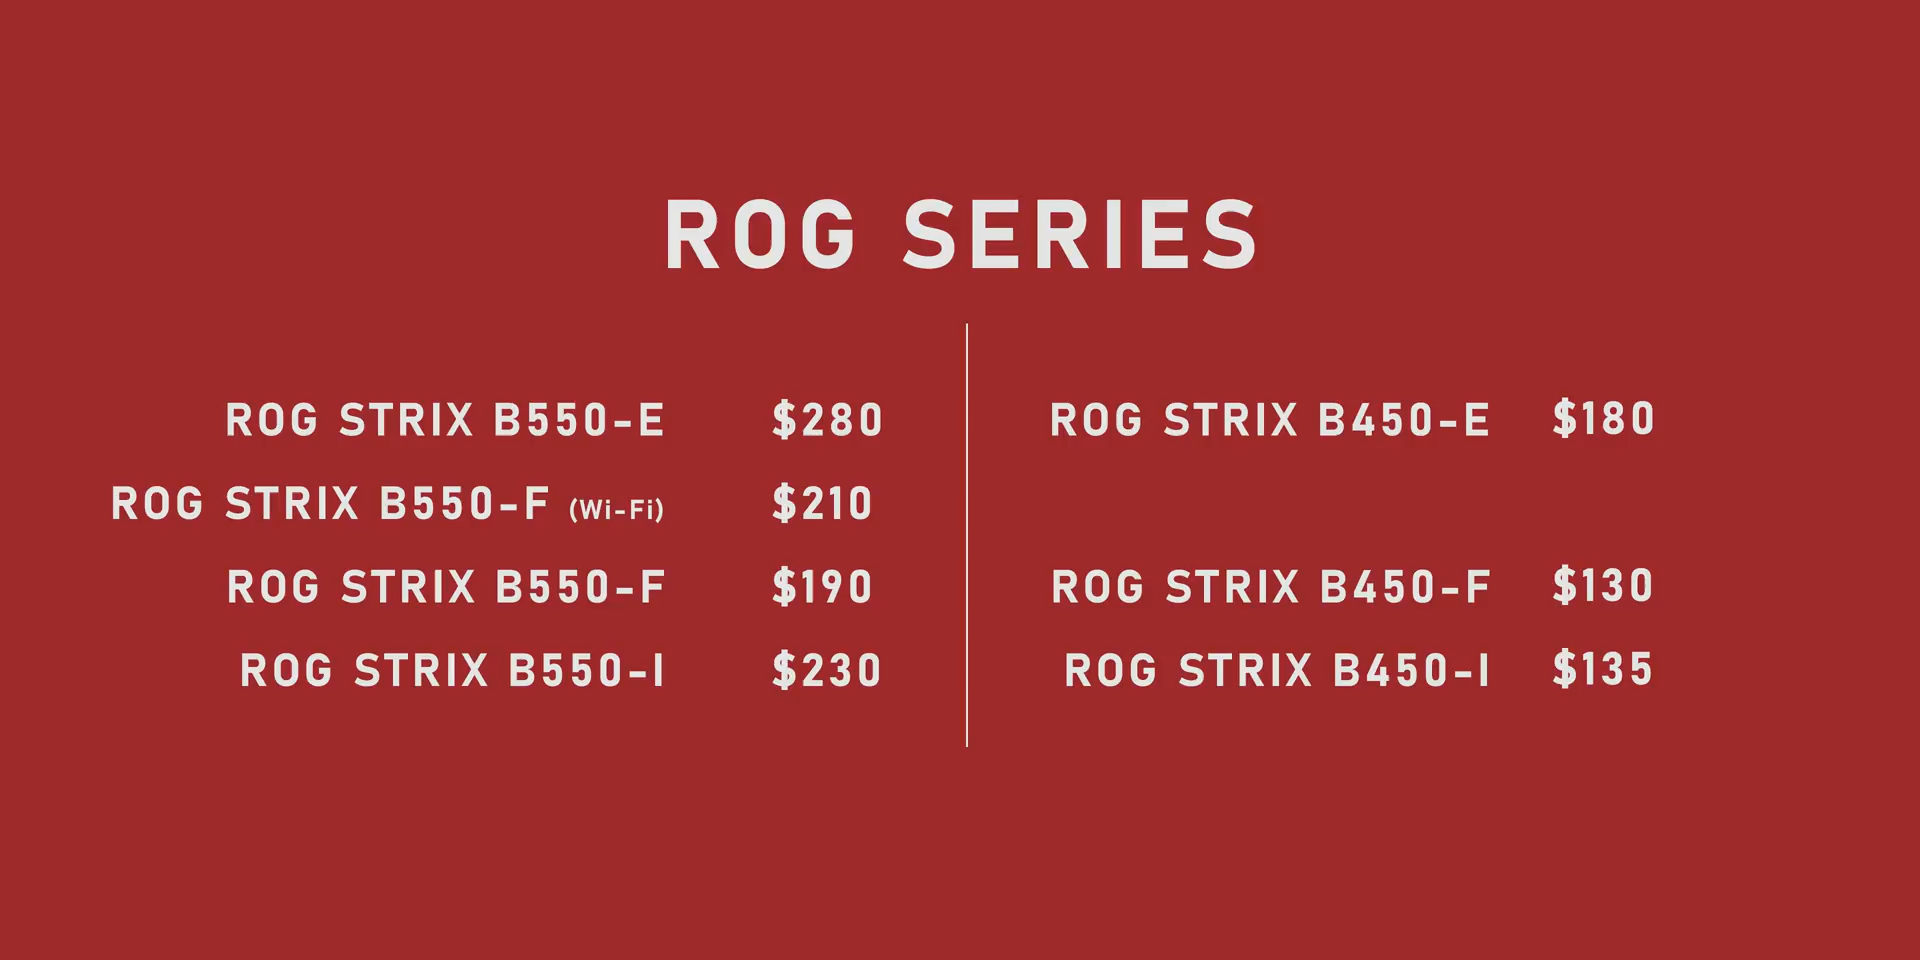 ROG SERIES
ROG STRIX B550-E $280
ROG STRIX B550-F (Wi-Fi) $210
ROG STRIX B550-F $190
ROG STRIX B550-I $230
ROG STRIX B450-E $180
ROG STRIX B450-F $130
ROG STRIX B450-I $135